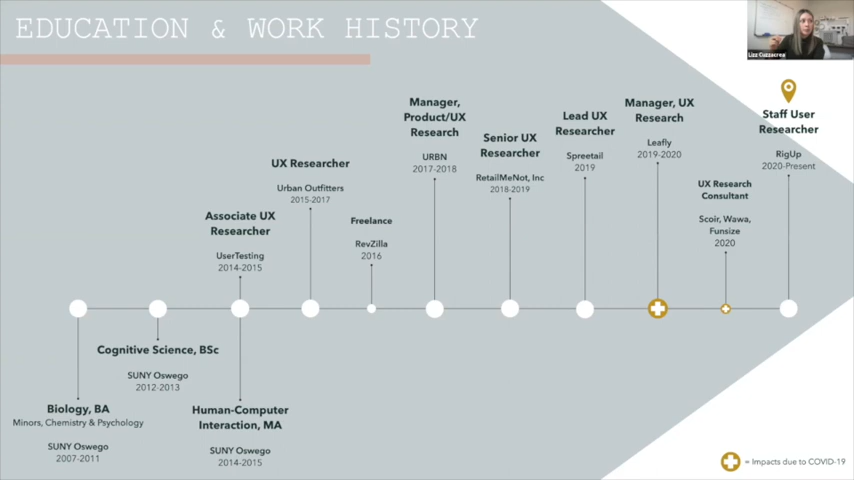 EDUCATION & WORK HISTORY
Lizz Cuzzacrea
Manager,
Product/UX
Research
URBN
2017-2018
Senior UX
Researcher
RetailMeNot, Inc
2018-2019
Lead UX
Researcher
Spreetail
2019
Manager, UX
Research
Leafly
2019-2020
Staff User
Researcher
RigUp
2020-Present
UX Researcher
Urban Outfitters
2015-2017
UX Research
Consultant
Scoir, Wawa,
Funsize
2020
Associate UX
Researcher
UserTesting
2014-2015
Freelance
RevZilla
2016
Cognitive Science, BSc
SUNY Oswego
2012-2013
Biology, BA
Minors, Chemistry & Psychology
SUNY Oswego
2007-2011
Human-Computer
Interaction, MA
SUNY Oswego
2014-2015
= Impacts due to COVID-19